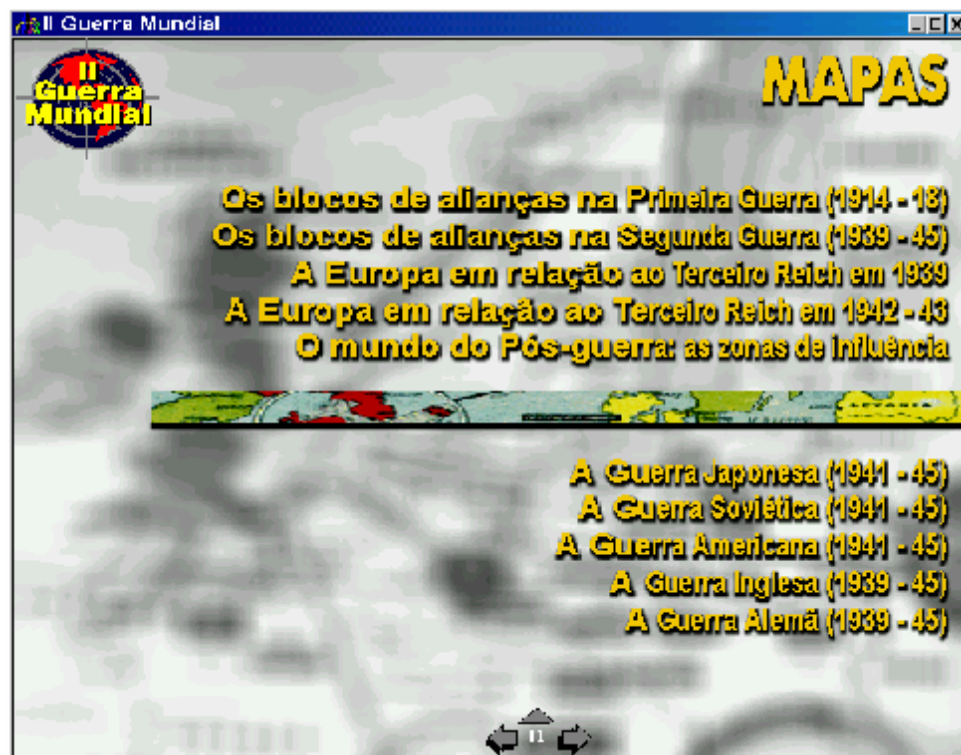 II Guerra Mundial
II
Guerra
Mundial
MAPAS
Os blocos de alianças na Primeira Guerra (1914 - 18)
Os blocos de alianças na Segunda Guerra (1939 - 45)
A Europa em relação ao Terceiro Reich em 1939
A Europa em relação ao Terceiro Reich em 1942 - 43
O mundo do Pós-guerra: as zonas de influência
A Guerra Japonesa (1941 - 45)
A Guerra Soviética (1941 - 45)
A Guerra Americana (1941 - 45)
A Guerra Inglesa (1939 - 45)
A Guerra Alemã (1939 - 45)